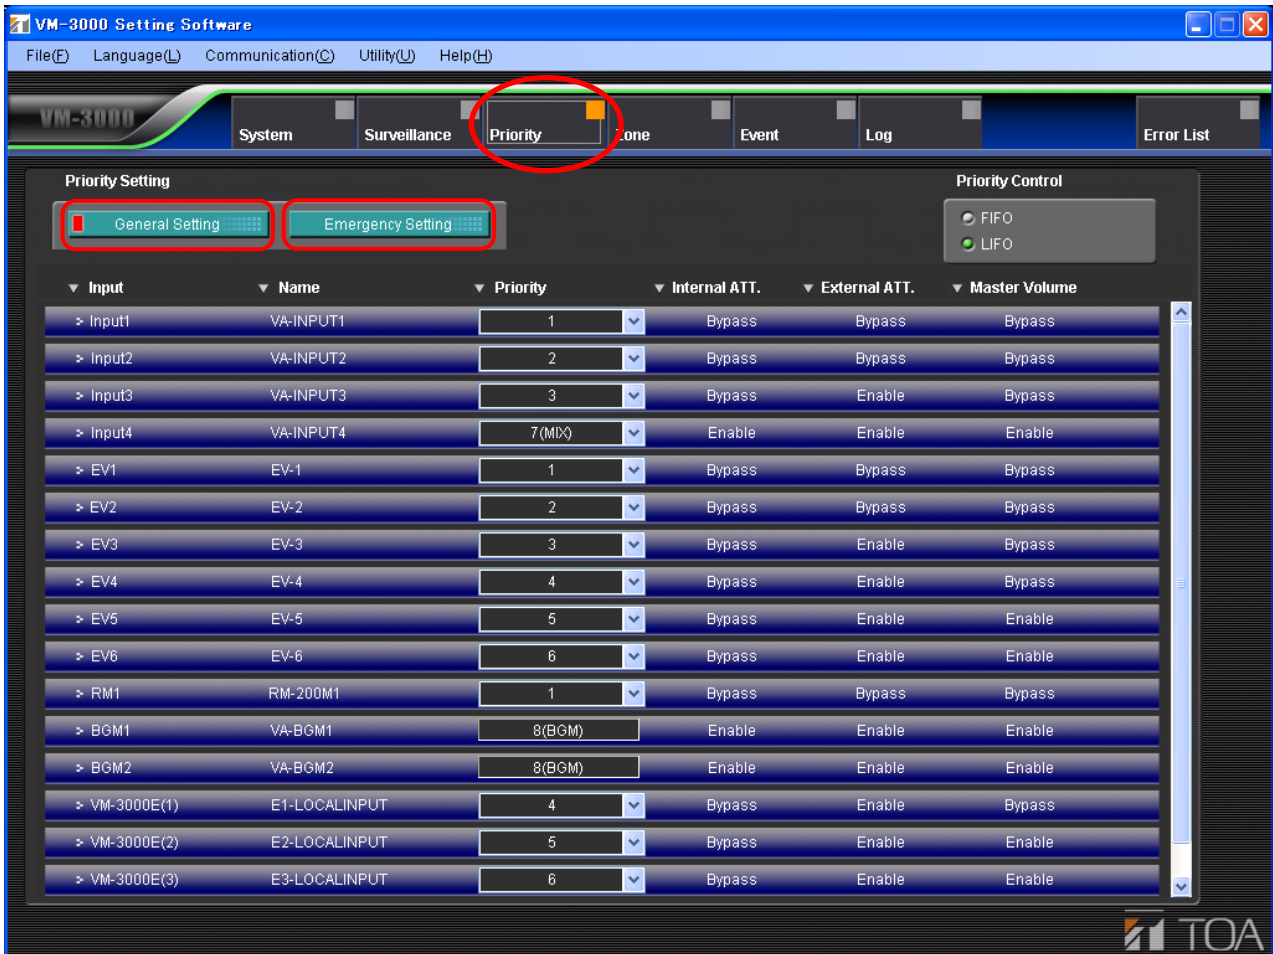 VM-3000 Setting Software
File(F) Language(L) Communication(C) Utility(U) Help(H)
VM-3000 System Surveillance Priority Zone Event Log Error List
Priority Setting Priority Control
General Setting Emergency Setting FIFO
LIFO
Input Name Priority Internal ATT. External ATT. Master Volume
Input1 VA-INPUT1 1 Bypass Bypass Bypass
Input2 VA-INPUT2 2 Bypass Bypass Bypass
Input3 VA-INPUT3 3 Bypass Enable Bypass
Input4 VA-INPUT4 7(MIX) Enable Enable Enable
EV1 EV-1 1 Bypass Bypass Bypass
EV2 EV-2 2 Bypass Bypass Bypass
EV3 EV-3 3 Bypass Enable Bypass
EV4 EV-4 4 Bypass Enable Bypass
EV5 EV-5 5 Bypass Enable Enable
EV6 EV-6 6 Bypass Enable Enable
RM1 RM-200M1 1 Bypass Bypass Bypass
BGM1 VA-BGM1 8(BGM) Enable Enable Enable
BGM2 VA-BGM2 8(BGM) Enable Enable Enable
VM-3000E(1) E1-LOCALINPUT 4 Bypass Enable Bypass
VM-3000E(2) E2-LOCALINPUT 5 Bypass Enable Enable
VM-3000E(3) E3-LOCALINPUT 6 Bypass Enable Enable
TOA